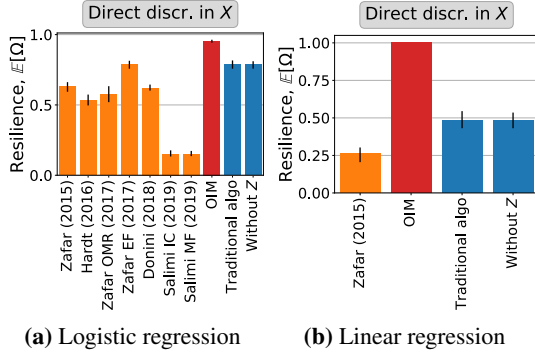 Direct discr. in X
Resilience, 𝔼[Ω]
1.0
0.5
0.0
Zafar (2015)
Hardt (2016)
Zafar OMR (2017)
Zafar EF (2017)
Donini (2018)
Salimi IC (2019)
Salimi MF (2019)
OIM
Traditional algo
Without Z
(a) Logistic regression
Direct discr. in X
Resilience, 𝔼[Ω]
1.00
0.75
0.50
0.25
0.00
Zafar (2015)
OIM
Traditional algo
Without Z
(b) Linear regression